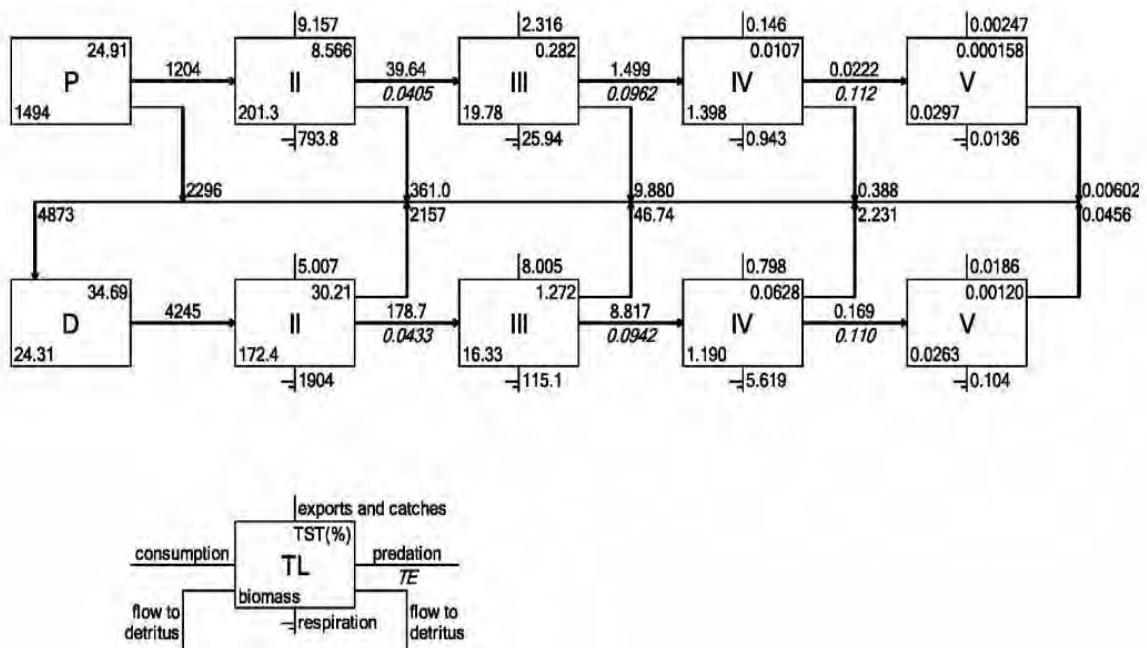 9.157 2.316 0.146 0.00247
24.91 8.566 0.282 0.0107 0.000158
P 1204 II 39.64 III 1.499 IV 0.0222 V
0.0405 0.0962 0.112
1494 201.3 19.78 1.398 0.0297
793.8 25.94 0.943 0.0136
2296 361.0 9.880 0.388 0.00602
4873 2157 46.74 2.231 0.0456
5.007 8.005 0.798 0.0186
34.69 30.21 1.272 0.0628 0.00120
D 4245 II 178.7 III 8.817 IV 0.169 V
0.0433 0.0942 0.110
24.31 172.4 16.33 1.190 0.0263
1904 115.1 5.619 0.104
exports and catches
TST(%)
consumption TL predation
TE
biomass
flow to respiration flow to
detritus detritus